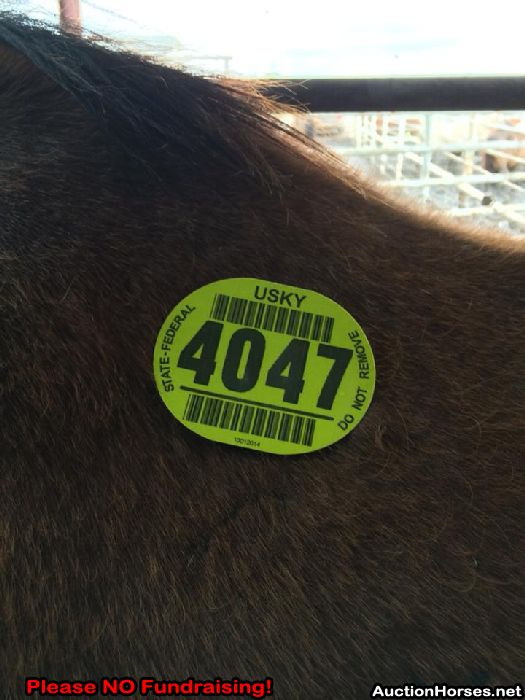 USKY
STATE-FEDERAL
4047
DO NOT REMOVE
Please NO Fundraising!
AuctionHorses.net